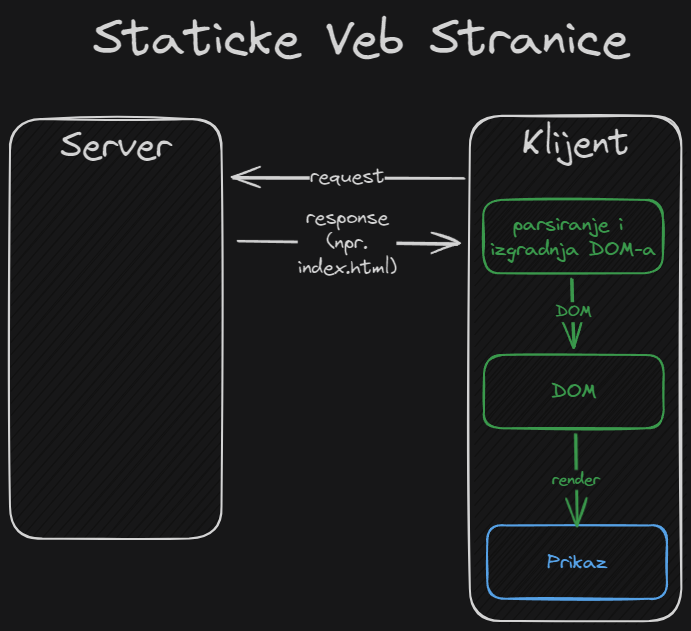 Staticke Veb Stranice
Server
Klijent
request
response
(npr.
index.html)
parsiranje i
izgradnja DOM-a
DOM
DOM
render
Prikaz